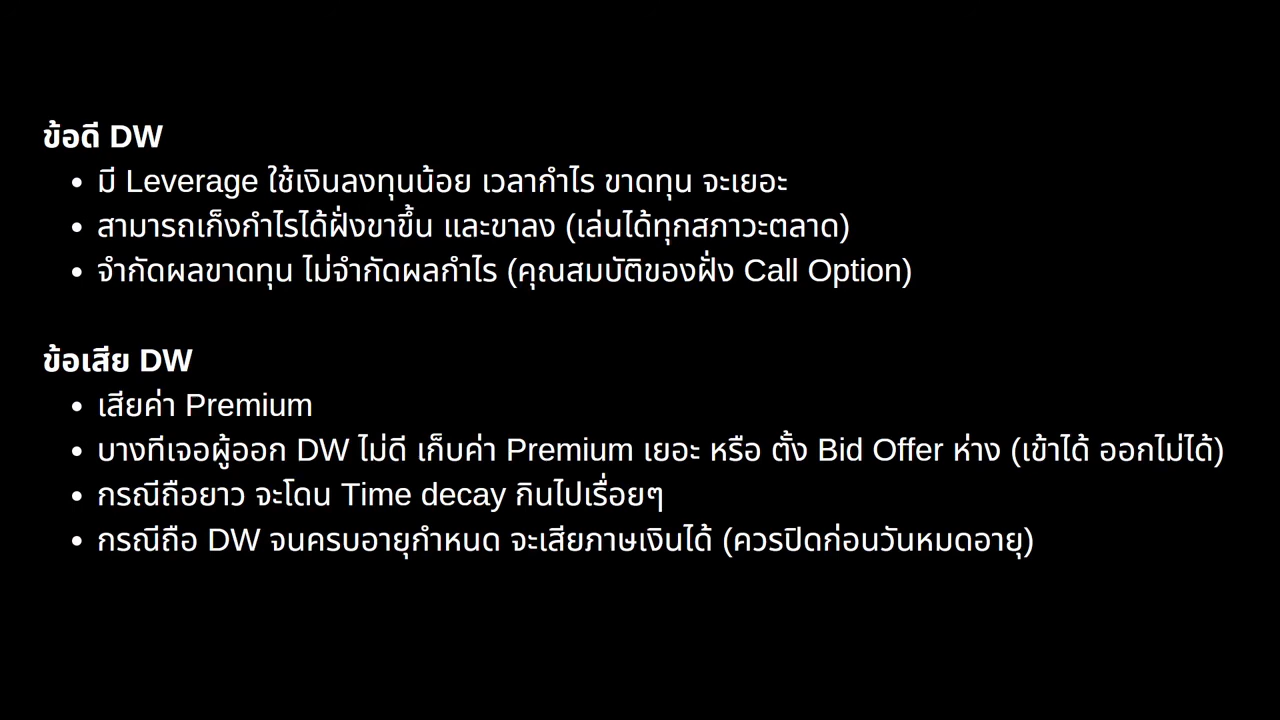 ข้อดี DW
• มี Leverage ใช้เงินลงทุนน้อย เวลากำไร ขาดทุน จะเยอะ
• สามารถเก็งกำไรได้ฝั่งขาขึ้น และขาลง (เล่นได้ทุกสภาวะตลาด)
• จำกัดผลขาดทุน ไม่จำกัดผลกำไร (คุณสมบัติของฝั่ง Call Option)
ข้อเสีย DW
• เสียค่า Premium
• บางทีเจอผู้ออก DW ไม่ดี เก็บค่า Premium เยอะ หรือ ตั้ง Bid Offer ห่าง (เข้าได้ ออกไม่ได้)
• กรณีถือยาว จะโดน Time decay กินไปเรื่อยๆ
• กรณีถือ DW จนครบอายุกำหนด จะเสียภาษเงินได้ (ควรปิดก่อนวันหมดอายุ)